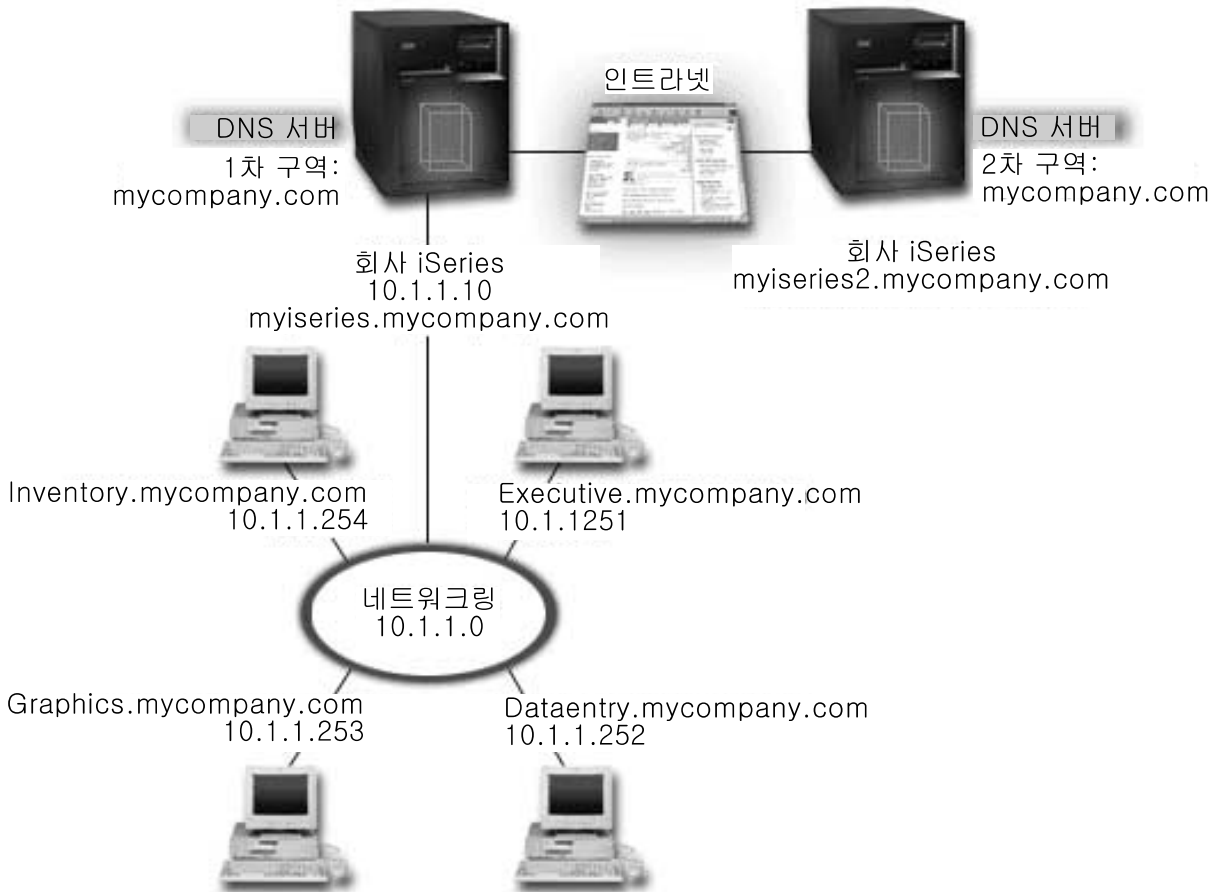 인트라넷
DNS 서버
1차 구역:
mycompany.com
DNS 서버
2차 구역:
mycompany.com
회사 iSeries
10.1.1.10
myiseries.mycompany.com
회사 iSeries
myiseries2.mycompany.com
Inventory.mycompany.com
10.1.1.254
Executive.mycompany.com
10.1.1251
네트워크링
10.1.1.0
Graphics.mycompany.com
10.1.1.253
Dataentry.mycompany.com
10.1.1.252